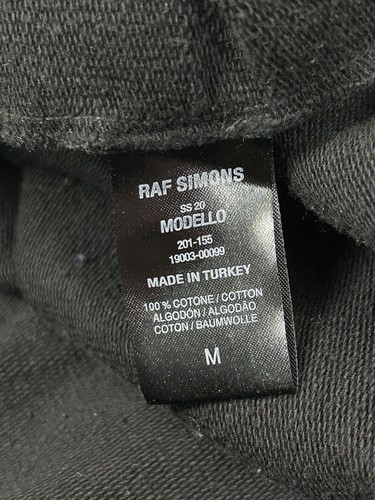 RAF SIMONS
SS 20
MODELLO
201-155
19003-00099
MADE IN TURKEY
100 % COTONE / COTTON
ALGODÓN / ALGODÃO
COTON / BAUMWOLLE
M